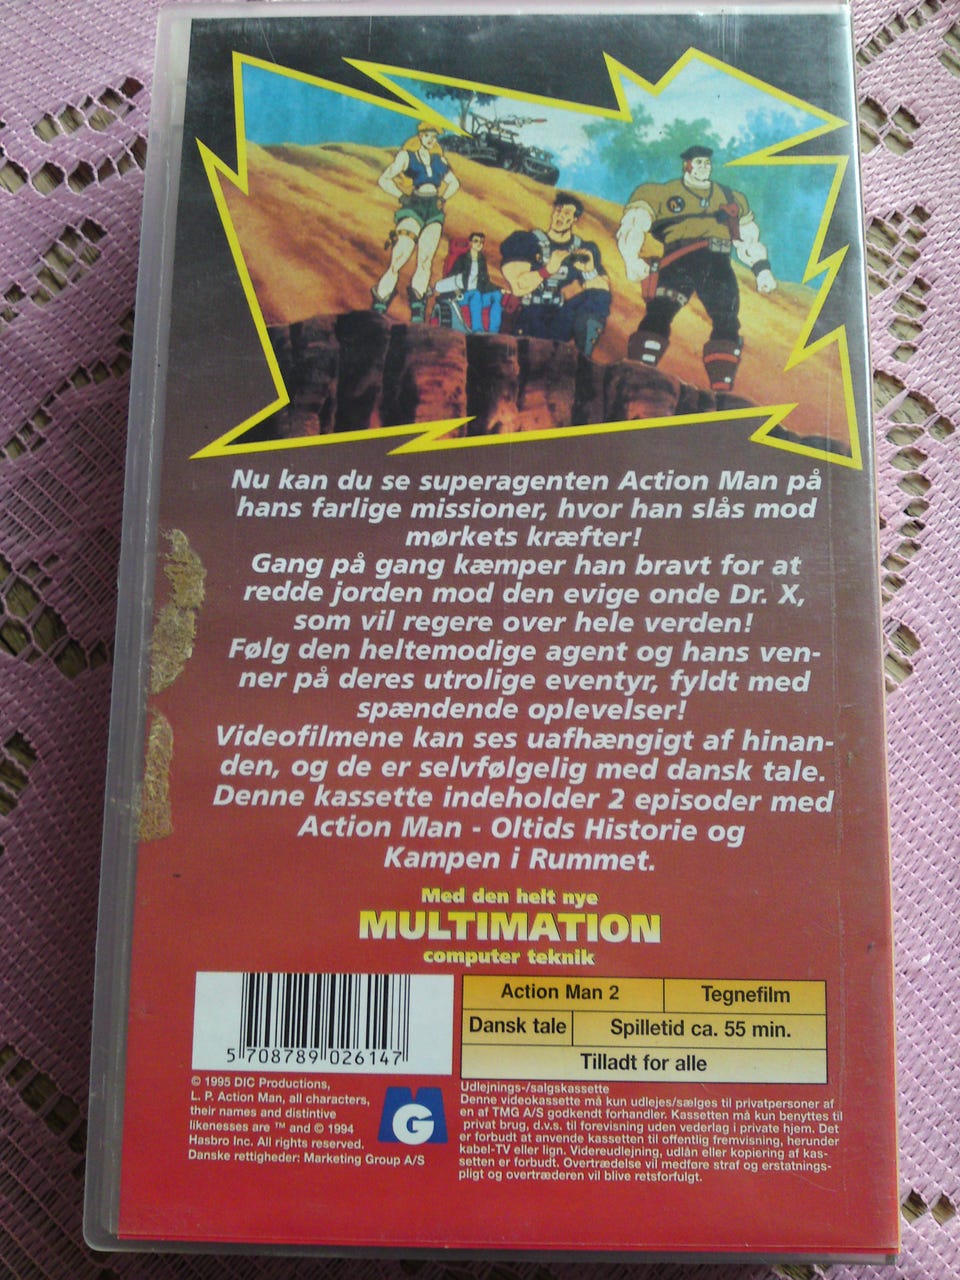 Nu kan du se superagenten Action Man på
hans farlige missioner, hvor han slås mod
mørkets kræfter!
Gang på gang kæmper han bravt for at
redde jorden mod den evige onde Dr. X,
som vil regere over hele verden!
Følg den heltemodige agent og hans ven-
ner på deres utrolige eventyr, fyldt med
spændende oplevelser!
Videofilmene kan ses uafhængigt af hinan-
den, og de er selvfølgelig med dansk tale.
Denne kassette indeholder 2 episoder med
Action Man - Oltids Historie og
Kampen i Rummet.
Med den helt nye
MULTIMATION
computer teknik
5 708789 026147
Action Man 2
Tegnefilm
Dansk tale
Spilletid ca. 55 min.
Tilladt for alle
© 1995 DIC Productions,
L. P. Action Man, all characters,
their names and distintive
likenesses are ™ and © 1994
Hasbro Inc. All rights reserved.
Danske rettigheder: Marketing Group A/S
MG
Udlejnings-/salgskassette
Denne videokassette må kun udlejes/sælges til privatpersoner af
en af TMG A/S godkendt forhandler. Kassetten må kun benyttes til
privat brug, d.v.s. til forevisning uden vederlag i private hjem. Det
er forbudt at anvende kassetten til offentlig fremvisning, herunder
kabel-TV eller lign. Videreudlejning, udlån eller kopiering af kas-
setten er forbudt. Overtrædelse vil medføre straf og erstatnings-
pligt og overtræderen vil blive retsforfulgt.